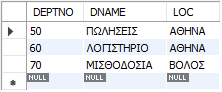 DEPTNO DNAME LOC
50 ΠΩΛΗΣΕΙΣ ΑΘΗΝΑ
60 ΛΟΓΙΣΤΗΡΙΟ ΑΘΗΝΑ
70 ΜΙΣΘΟΔΟΣΙΑ ΒΟΛΟΣ
NULL NULL NULL